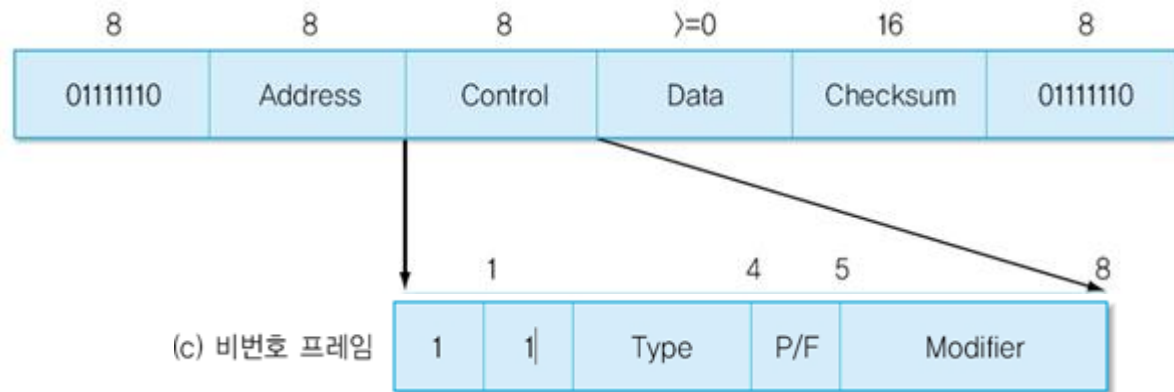 8 8 8 >=0 16 8
01111110 Address Control Data Checksum 01111110
1 4 5 8
(c) 비번호 프레임 1 1 Type P/F Modifier